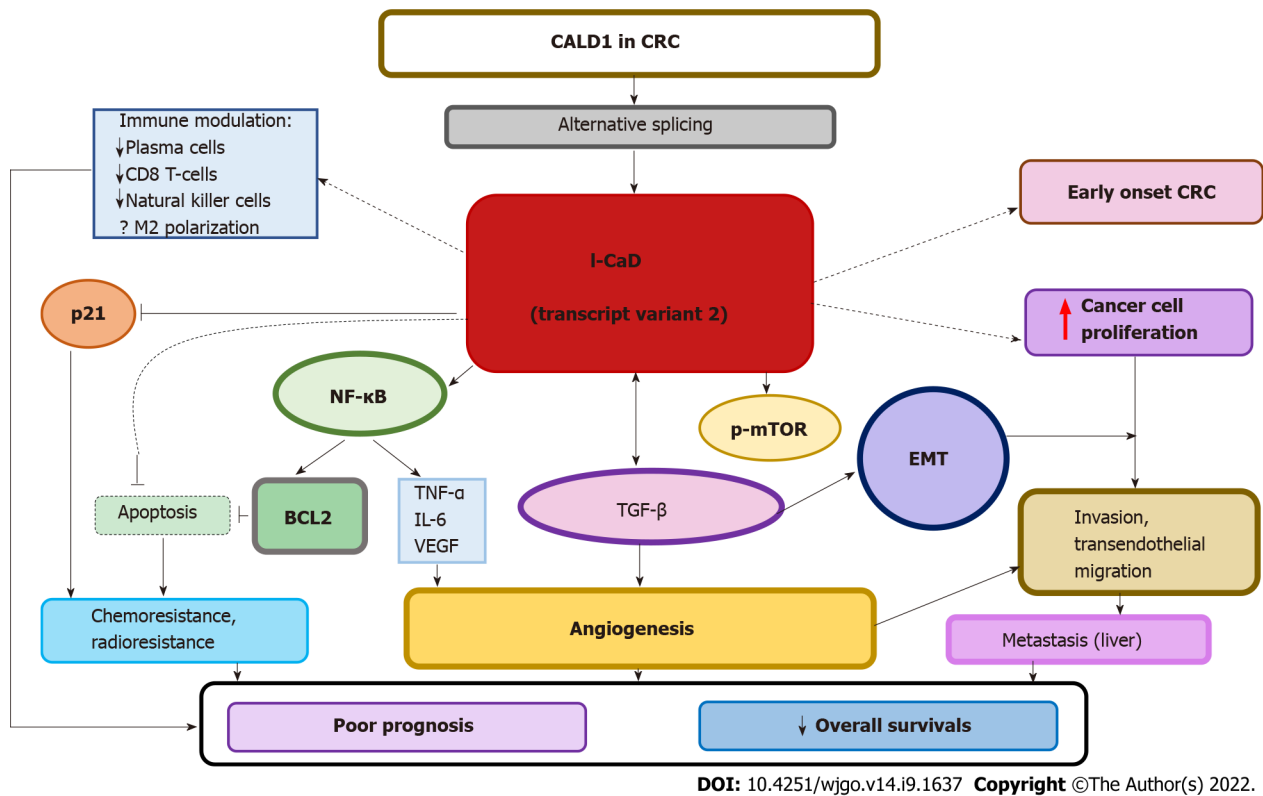 CALD1 in CRC
Alternative splicing
Immune modulation:
↓Plasma cells
↓CD8 T-cells
↓Natural killer cells
? M2 polarization
Early onset CRC
l-CaD
(transcript variant 2)
p21
Cancer cell
proliferation
NF-κB
p-mTOR
EMT
Apoptosis
BCL2
TNF-α
IL-6
VEGF
TGF-β
Invasion,
transendothelial
migration
Chemoresistance,
radioresistance
Angiogenesis
Metastasis (liver)
Poor prognosis
↓ Overall survivals
DOI: 10.4251/wjgo.v14.i9.1637 Copyright ©The Author(s) 2022.